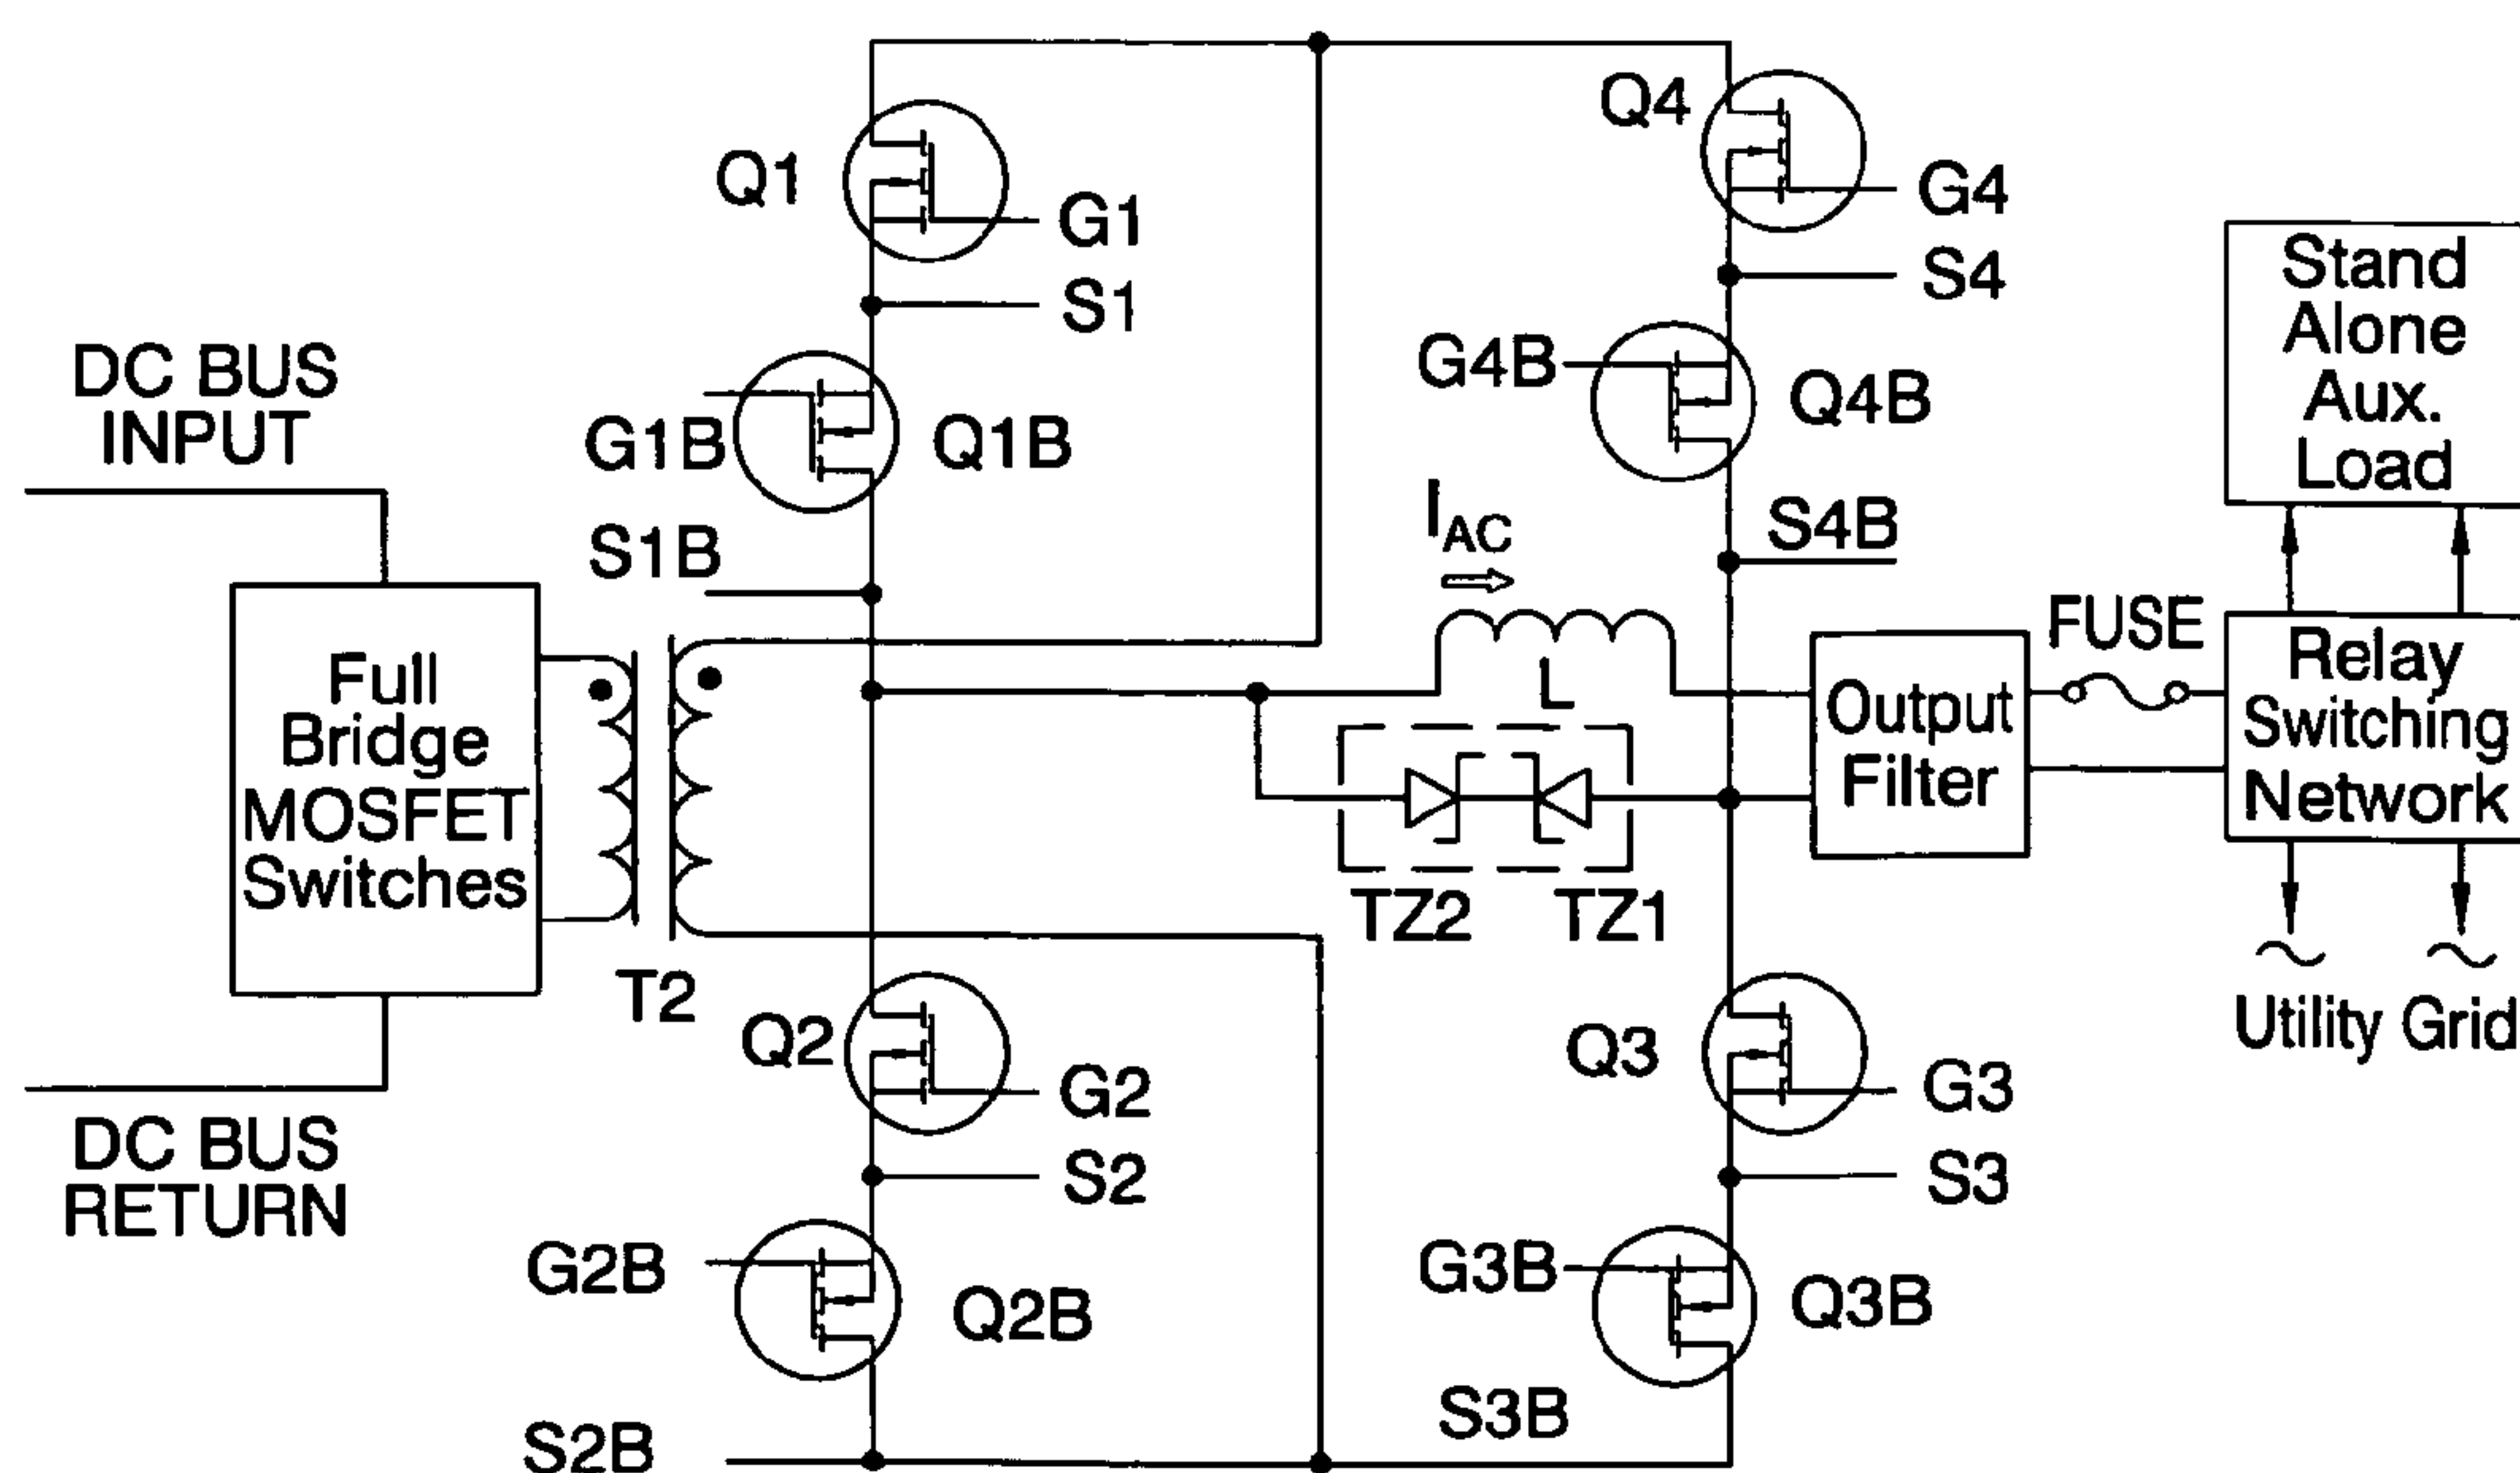 Q1
G1
S1
Q4
G4
S4
DC BUS
INPUT
G1B
Q1B
S1B
G4B
Q4B
S4B
I AC
Stand
Alone
Aux.
Load
Full
Bridge
MOSFET
Switches
T2
L
TZ2
TZ1
Output
Filter
FUSE
Relay
Switching
Network
Utility Grid
DC BUS
RETURN
Q2
G2
S2
Q3
G3
S3
G2B
Q2B
S2B
G3B
Q3B
S3B